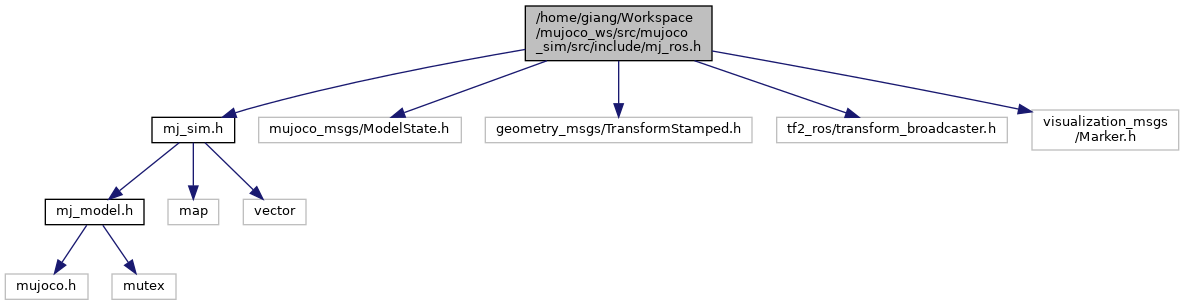 /home/giang/Workspace
/mujoco_ws/src/mujoco
_sim/src/include/mj_ros.h
mj_sim.h
mujoco_msgs/ModelState.h
geometry_msgs/TransformStamped.h
tf2_ros/transform_broadcaster.h
visualization_msgs
/Marker.h
mj_model.h
map
vector
mujoco.h
mutex